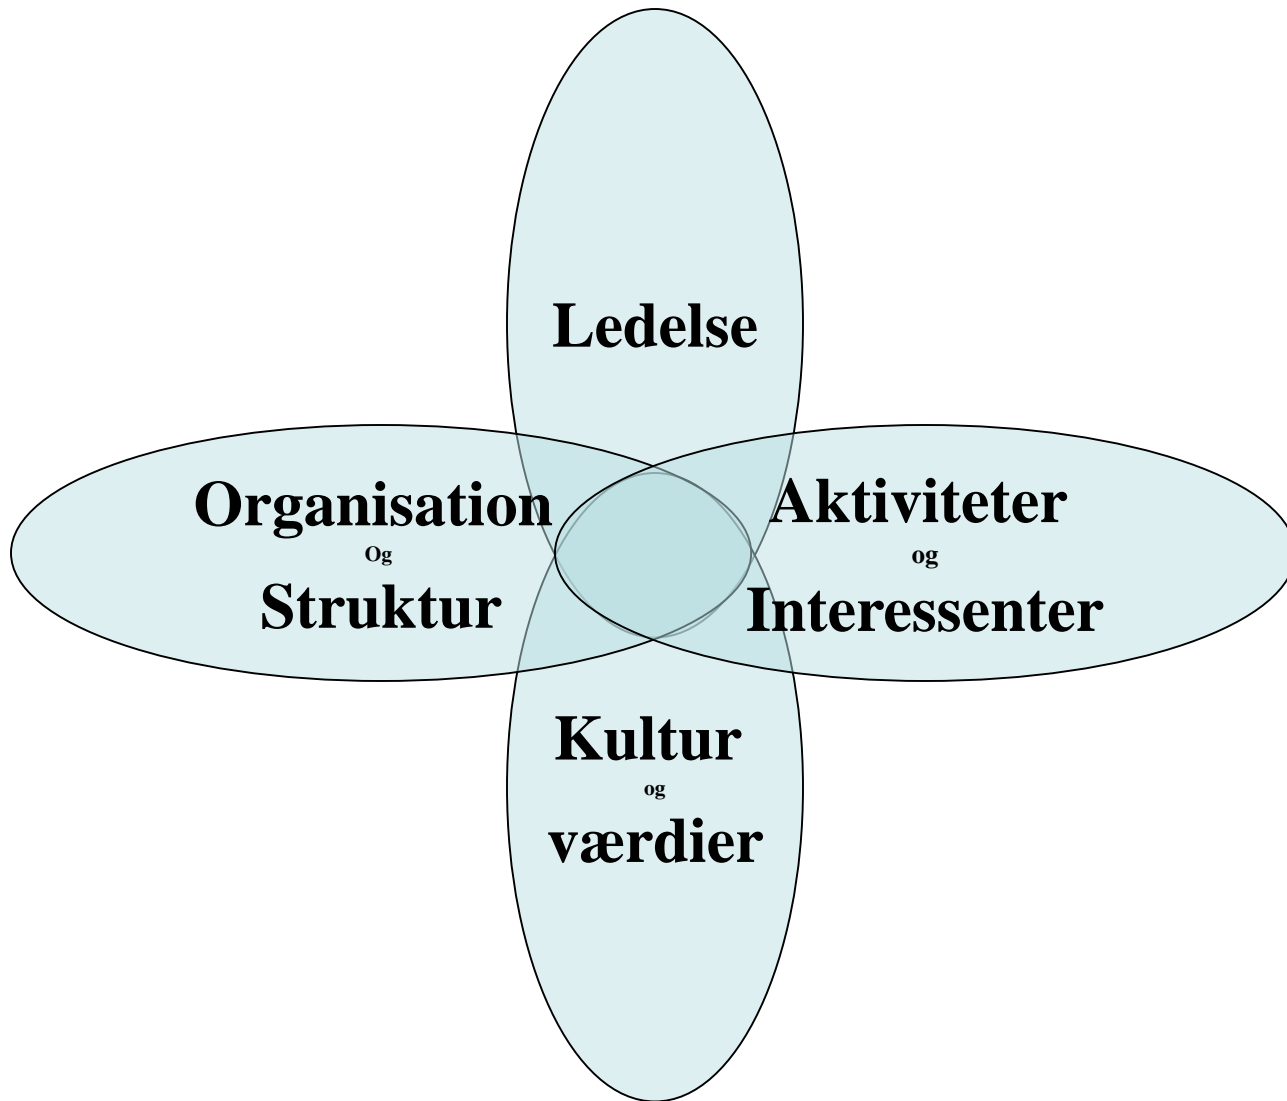 Ledelse
Organisation
Og
Struktur
Aktiviteter
og
Interessenter
Kultur
og
værdier